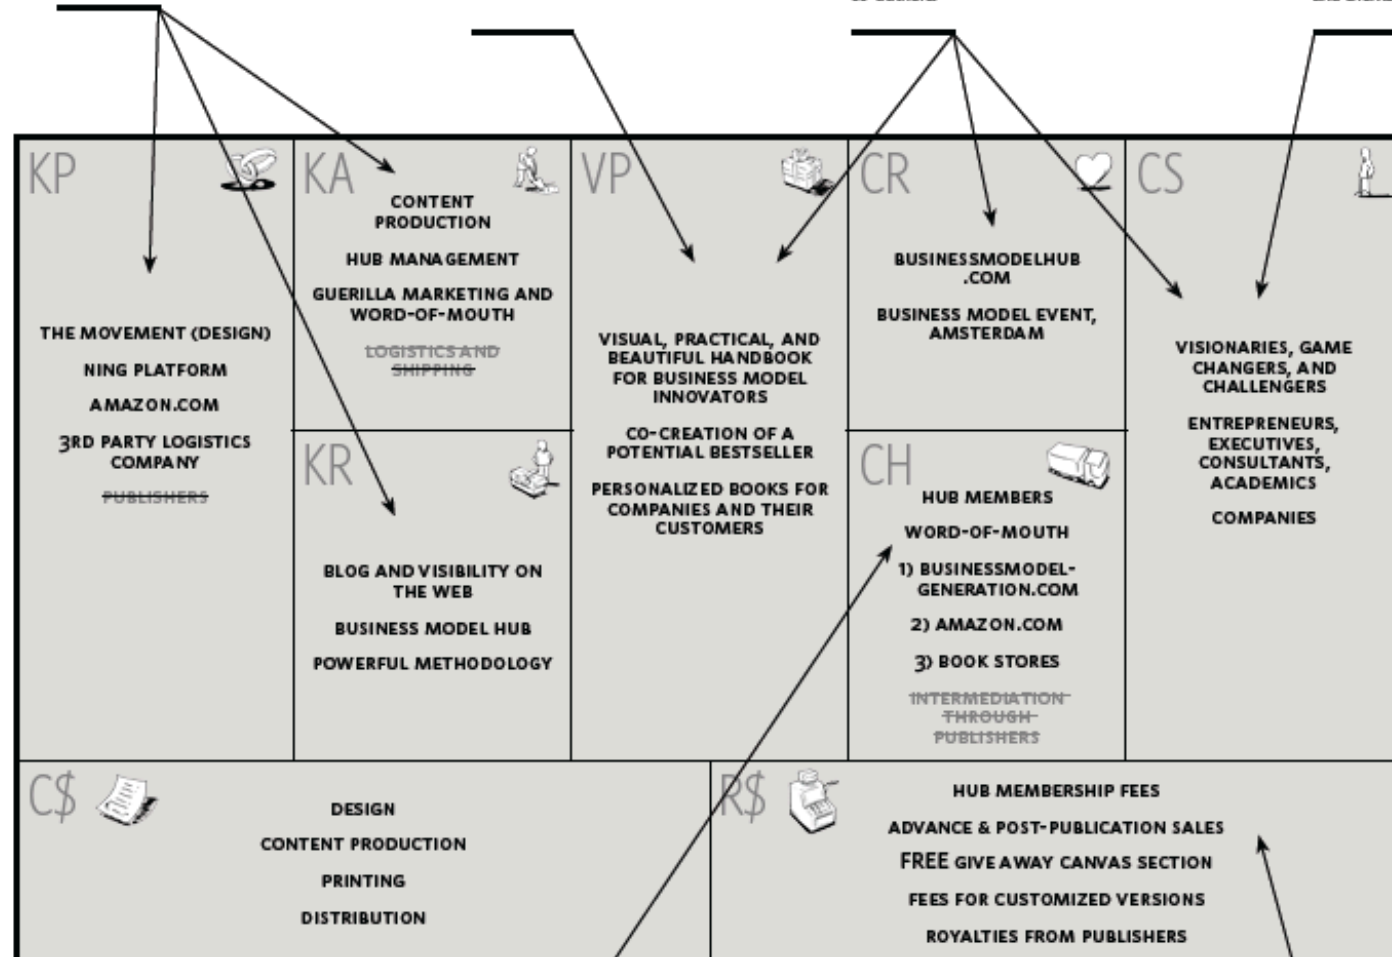 KP
THE MOVEMENT (DESIGN)
NING PLATFORM
AMAZON.COM
3RD PARTY LOGISTICS
COMPANY
PUBLISHERS
KA
CONTENT
PRODUCTION
HUB MANAGEMENT
GUERILLA MARKETING AND
WORD-OF-MOUTH
LOGISTICS AND
SHIPPING
KR
BLOG AND VISIBILITY ON
THE WEB
BUSINESS MODEL HUB
POWERFUL METHODOLOGY
VP
VISUAL, PRACTICAL, AND
BEAUTIFUL HANDBOOK
FOR BUSINESS MODEL
INNOVATORS
CO-CREATION OF A
POTENTIAL BESTSELLER
PERSONALIZED BOOKS FOR
COMPANIES AND THEIR
CUSTOMERS
CR
BUSINESSMODELHUB
.COM
BUSINESS MODEL EVENT,
AMSTERDAM
CH
HUB MEMBERS
WORD-OF-MOUTH
1) BUSINESSMODEL-
GENERATION.COM
2) AMAZON.COM
3) BOOK STORES
INTERMEDIATION
THROUGH
PUBLISHERS
CS
VISIONARIES, GAME
CHANGERS, AND
CHALLENGERS
ENTREPRENEURS,
EXECUTIVES,
CONSULTANTS,
ACADEMICS
COMPANIES
C$
DESIGN
CONTENT PRODUCTION
PRINTING
DISTRIBUTION
R$
HUB MEMBERSHIP FEES
ADVANCE & POST-PUBLICATION SALES
FREE GIVE AWAY CANVAS SECTION
FEES FOR CUSTOMIZED VERSIONS
ROYALTIES FROM PUBLISHERS